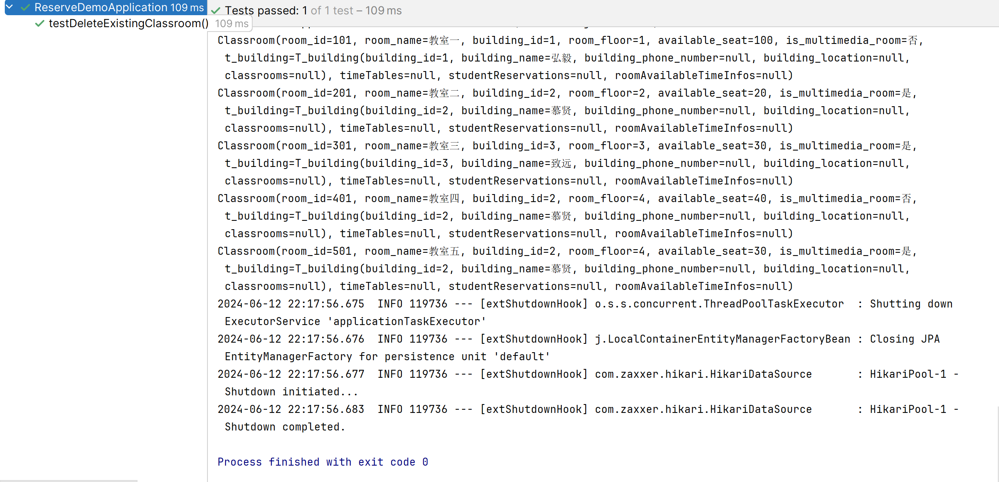 ReserveDemoApplication 109 ms
testDeleteExistingClassroom() 109 ms
Tests passed: 1 of 1 test – 109 ms
Classroom(room_id=101, room_name=教室一, building_id=1, room_floor=1, available_seat=100, is_multimedia_room=否,
t_building=T_building(building_id=1, building_name=弘毅, building_phone_number=null, building_location=null,
classrooms=null), timeTables=null, studentReservations=null, roomAvailableTimeInfos=null)
Classroom(room_id=201, room_name=教室二, building_id=2, room_floor=2, available_seat=20, is_multimedia_room=是,
t_building=T_building(building_id=2, building_name=慕贤, building_phone_number=null, building_location=null,
classrooms=null), timeTables=null, studentReservations=null, roomAvailableTimeInfos=null)
Classroom(room_id=301, room_name=教室三, building_id=3, room_floor=3, available_seat=30, is_multimedia_room=是,
t_building=T_building(building_id=3, building_name=致远, building_phone_number=null, building_location=null,
classrooms=null), timeTables=null, studentReservations=null, roomAvailableTimeInfos=null)
Classroom(room_id=401, room_name=教室四, building_id=2, room_floor=4, available_seat=40, is_multimedia_room=否,
t_building=T_building(building_id=2, building_name=慕贤, building_phone_number=null, building_location=null,
classrooms=null), timeTables=null, studentReservations=null, roomAvailableTimeInfos=null)
Classroom(room_id=501, room_name=教室五, building_id=2, room_floor=4, available_seat=30, is_multimedia_room=是,
t_building=T_building(building_id=2, building_name=慕贤, building_phone_number=null, building_location=null,
classrooms=null), timeTables=null, studentReservations=null, roomAvailableTimeInfos=null)
2024-06-12 22:17:56.675  INFO 119736 --- [extShutdownHook] o.s.s.concurrent.ThreadPoolTaskExecutor  : Shutting down
ExecutorService 'applicationTaskExecutor'
2024-06-12 22:17:56.676  INFO 119736 --- [extShutdownHook] j.LocalContainerEntityManagerFactoryBean : Closing JPA
EntityManagerFactory for persistence unit 'default'
2024-06-12 22:17:56.677  INFO 119736 --- [extShutdownHook] com.zaxxer.hikari.HikariDataSource       : HikariPool-1 -
Shutdown initiated...
2024-06-12 22:17:56.683  INFO 119736 --- [extShutdownHook] com.zaxxer.hikari.HikariDataSource       : HikariPool-1 -
Shutdown completed.
Process finished with exit code 0